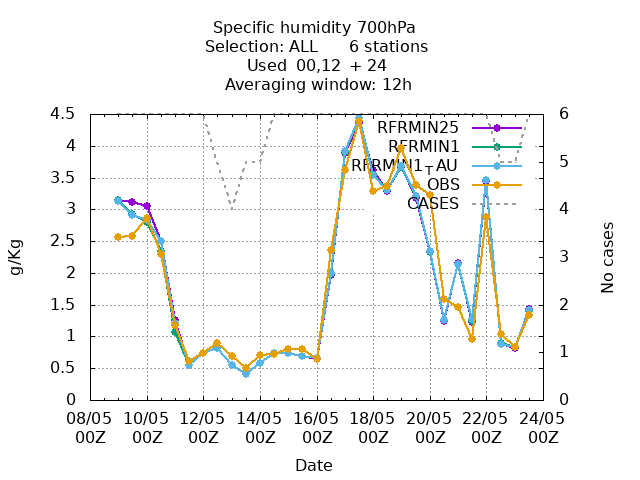 Specific humidity 700hPa
Selection: ALL 6 stations
Used 00,12 + 24
Averaging window: 12h
4.5
4
3.5
3
2.5
2
1.5
1
0.5
0
g/Kg
6
5
4
3
2
1
0
No cases
RFRMIN25
RFRMIN1
RFRMIN1_TAU
OBS
CASES
08/05 10/05 12/05 14/05 16/05 18/05 20/05 22/05 24/05
00Z 00Z 00Z 00Z 00Z 00Z 00Z 00Z 00Z
Date